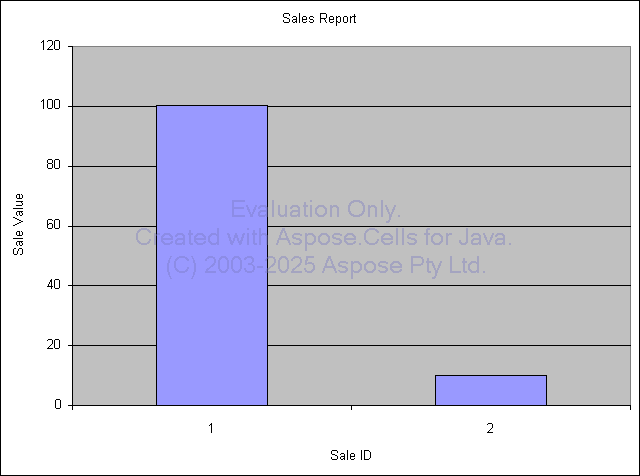 Sales Report
120
100
80
60
40
20
0
Sale Value
Evaluation Only.
Created with Aspose.Cells for Java.
(C) 2003-2025 Aspose Pty Ltd.
1
2
Sale ID